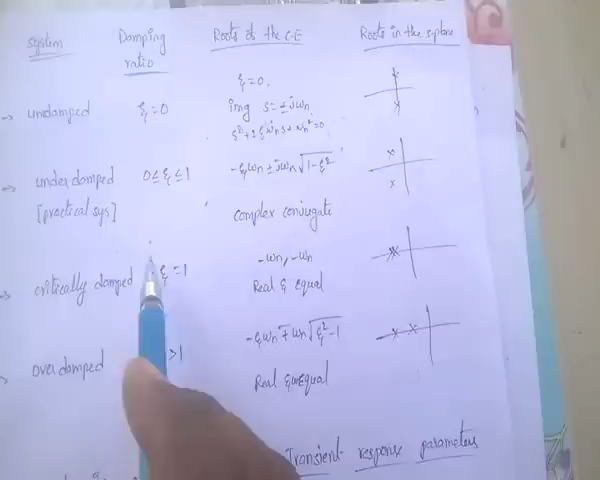 system Damping ratio Roots of the C.E Roots in the s-plane
→ undamped ξ=0 ξ=0,
img s=±jωn
s²+2ξωns+ωn²=0
→ underdamped 0≤ξ≤1 -ξωn±jωn√1-ξ²
[practical sys] complex conjugate
→ critically damped ξ=1 -ωn, -ωn
Real & equal
→ overdamped >1 -ξωn∓ωn√ξ²-1
Real & unequal
Transient response parameters